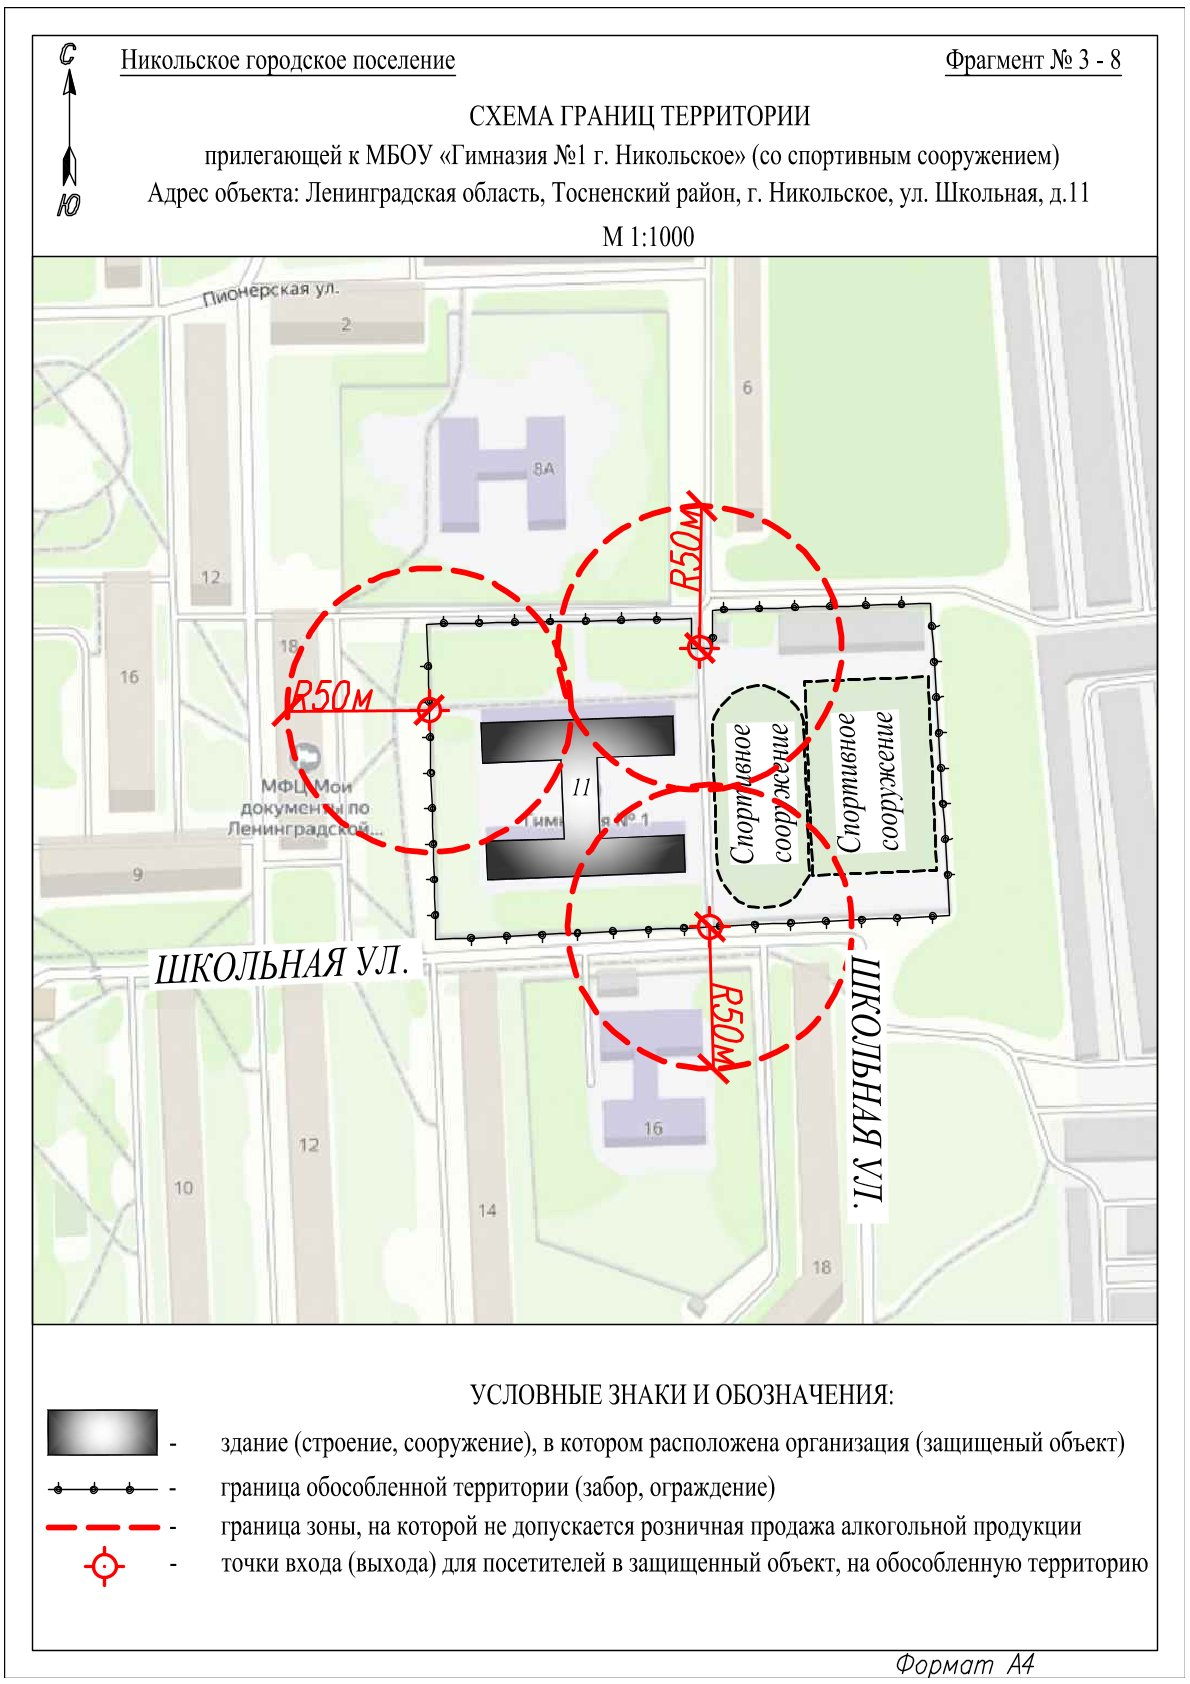 С
Ю
Никольское городское поселение
Фрагмент № 3 - 8
СХЕМА ГРАНИЦ ТЕРРИТОРИИ
прилегающей к МБОУ «Гимназия №1 г. Никольское» (со спортивным сооружением)
Адрес объекта: Ленинградская область, Тосненский район, г. Никольское, ул. Школьная, д.11
М 1:1000
Пионерская ул.
2
6
8А
12
R50м
18
16
R50м
Спортивное
сооружение
Спортивное
сооружение
11
МФЦ Мои
документы по
Ленинградской...
№ 1
9
ШКОЛЬНАЯ УЛ.
ШКОЛЬНАЯ УЛ.
R50м
16
12
10
14
18
УСЛОВНЫЕ ЗНАКИ И ОБОЗНАЧЕНИЯ:
- здание (строение, сооружение), в котором расположена организация (защищеный объект)
- граница обособленной территории (забор, ограждение)
- граница зоны, на которой не допускается розничная продажа алкогольной продукции
- точки входа (выхода) для посетителей в защищенный объект, на обособленную территорию
Формат А4